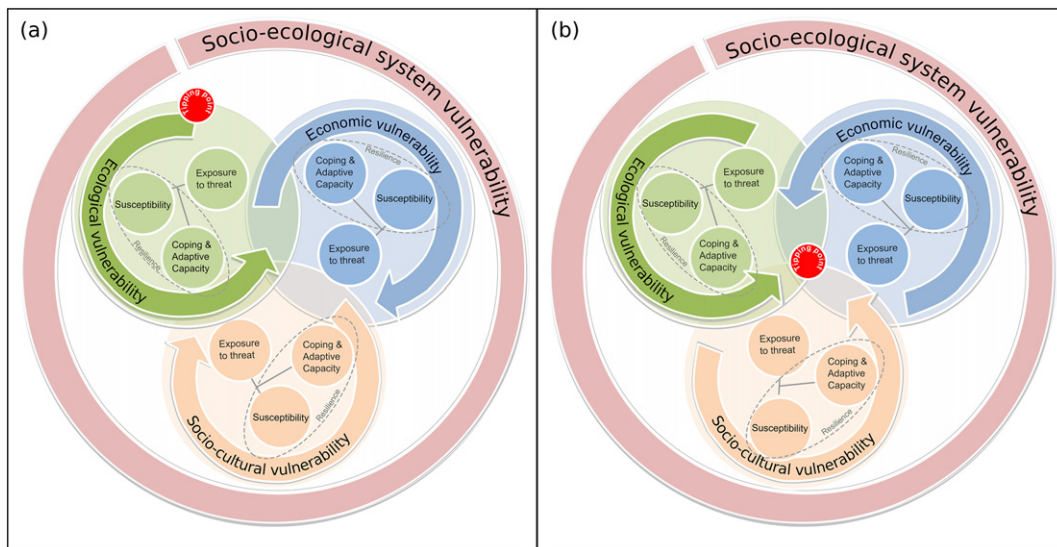 (a)
Socio-ecological system vulnerability
Tipping point
Ecological vulnerability
Exposure
to threat
Susceptibility
Coping &
Adaptive
Capacity
Resilience
Economic vulnerability
Resilience
Coping &
Adaptive
Capacity
Susceptibility
Exposure
to threat
Exposure
to threat
Coping &
Adaptive
Capacity
Susceptibility
Resilience
Socio-cultural vulnerability
(b)
Socio-ecological system vulnerability
Ecological vulnerability
Exposure
to threat
Susceptibility
Coping &
Adaptive
Capacity
Resilience
Economic vulnerability
Resilience
Coping &
Adaptive
Capacity
Susceptibility
Exposure
to threat
Tipping point
Exposure
to threat
Coping &
Adaptive
Capacity
Susceptibility
Resilience
Socio-cultural vulnerability